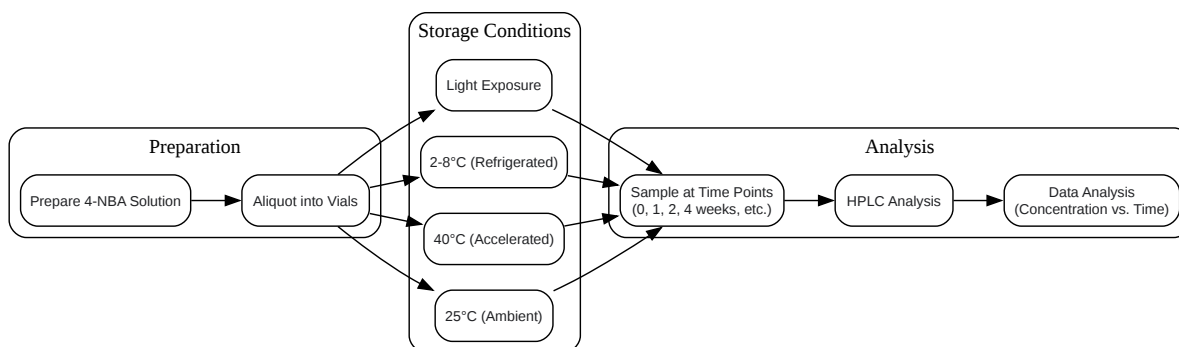 Preparation
Prepare 4-NBA Solution
Aliquot into Vials
Storage Conditions
Light Exposure
2-8°C (Refrigerated)
40°C (Accelerated)
25°C (Ambient)
Analysis
Sample at Time Points
(0, 1, 2, 4 weeks, etc.)
HPLC Analysis
Data Analysis
(Concentration vs. Time)